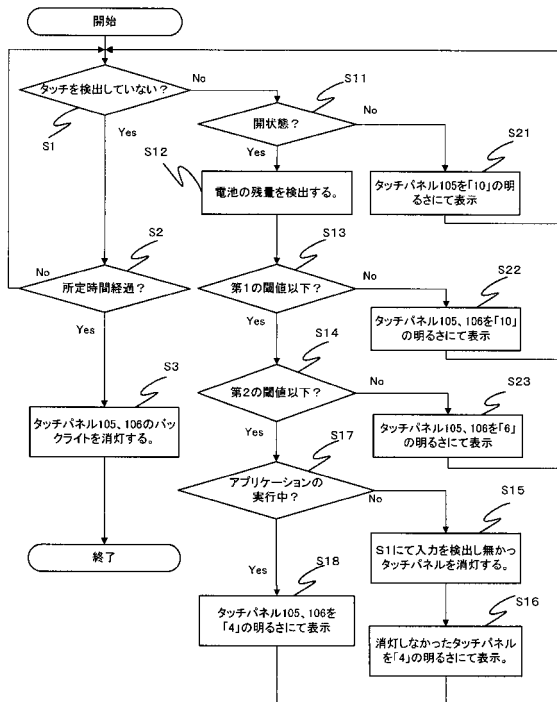 開始
タッチを検出していない？
No
S1
Yes
S11
開状態？
No
Yes
S12
電池の残量を検出する。
S21
タッチパネル105を「10」の明
るさにて表示
S2
No
所定時間経過？
Yes
S13
第1の閾値以下？
No
Yes
S22
タッチパネル105、106を「10」
の明るさにて表示
S14
第2の閾値以下？
No
Yes
S23
タッチパネル105、106を「6」
の明るさにて表示
S3
タッチパネル105、106のバック
ライトを消灯する。
終了
S17
アプリケーションの
実行中？
No
Yes
S15
S1にて入力を検出し無かっ
タッチパネルを消灯する。
S18
タッチパネル105、106を
「4」の明るさにて表示
S16
消灯しなかったタッチパネル
を「4」の明るさにて表示。